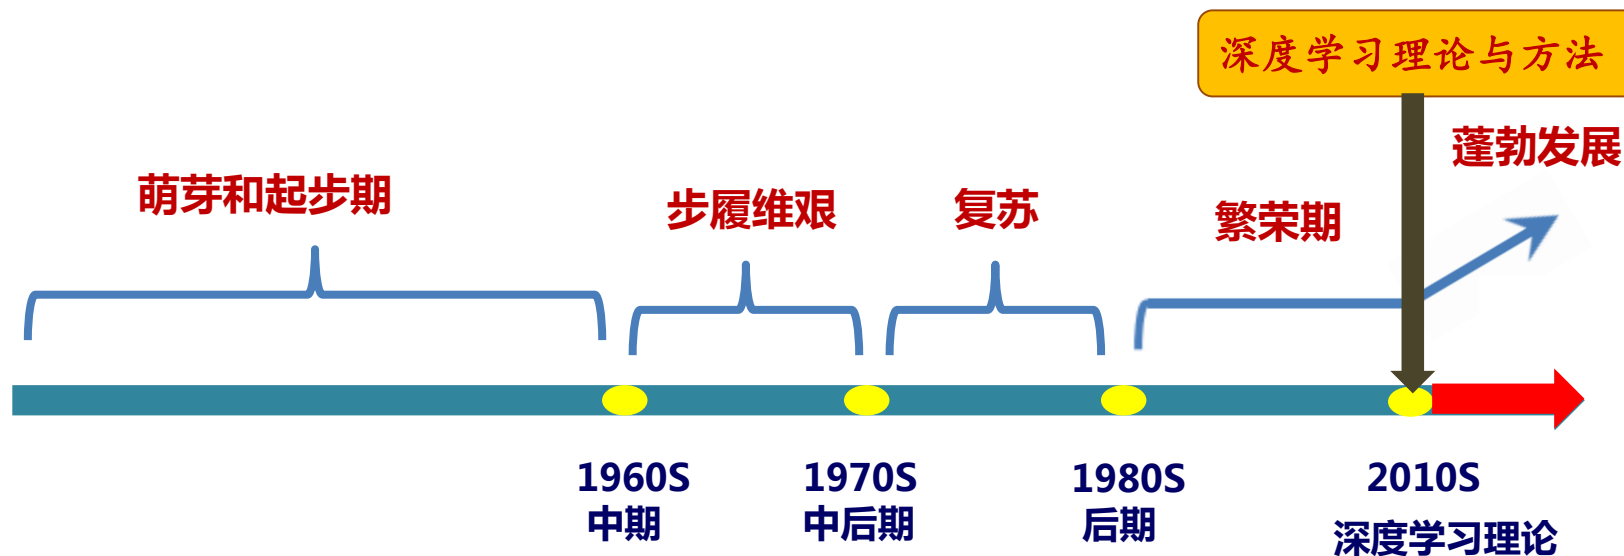 深度学习理论与方法
蓬勃发展
萌芽和起步期
步履维艰
复苏
繁荣期
1960S
中期
1970S
中后期
1980S
后期
2010S
深度学习理论